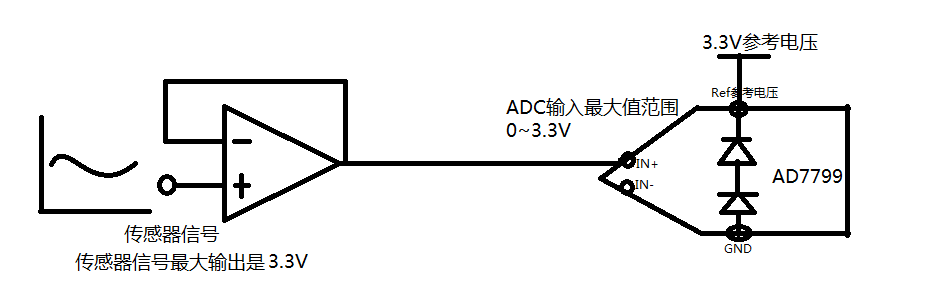 3.3V参考电压
Ref参考电压
ADC输入最大值范围
0~3.3V
IN+
IN-
AD7799
GND
传感器信号
传感器信号最大输出是3.3V